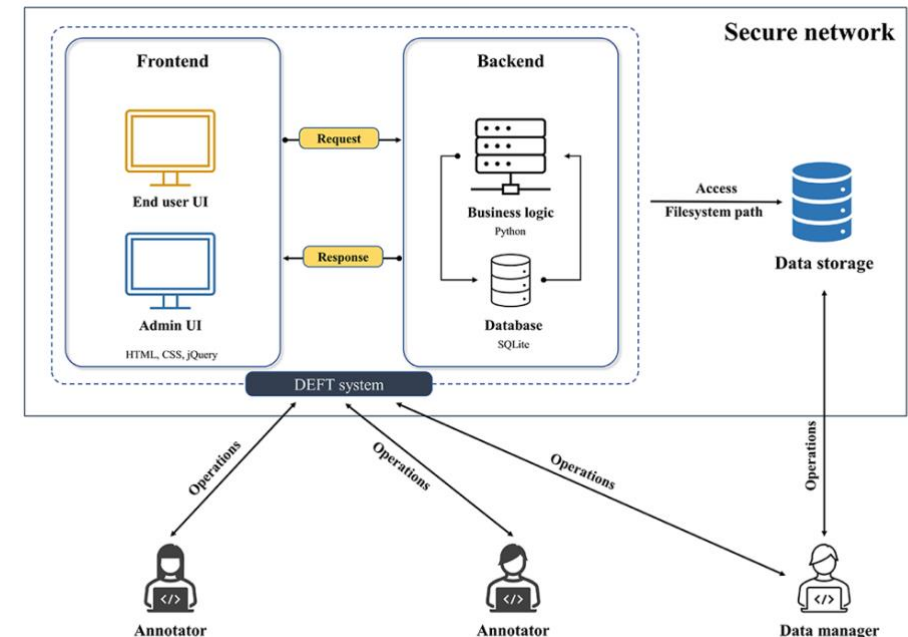 Secure network
Frontend
Backend
Request
End user UI
Business logic
Python
Access
Filesystem path
Data storage
Response
Admin UI
HTML, CSS, jQuery
Database
SQLite
DEFT system
Operations
Operations
Operations
Operations
</>
</>
</>
Annotator
Annotator
Data manager